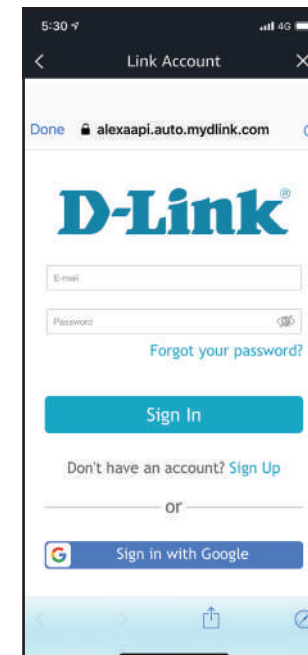 5:30
4G
Link Account
Done alexaapi.auto.mydlink.com
D-Link®
E-mail
Password
Forgot your password?
Sign In
Don't have an account? Sign Up
or
G Sign in with Google